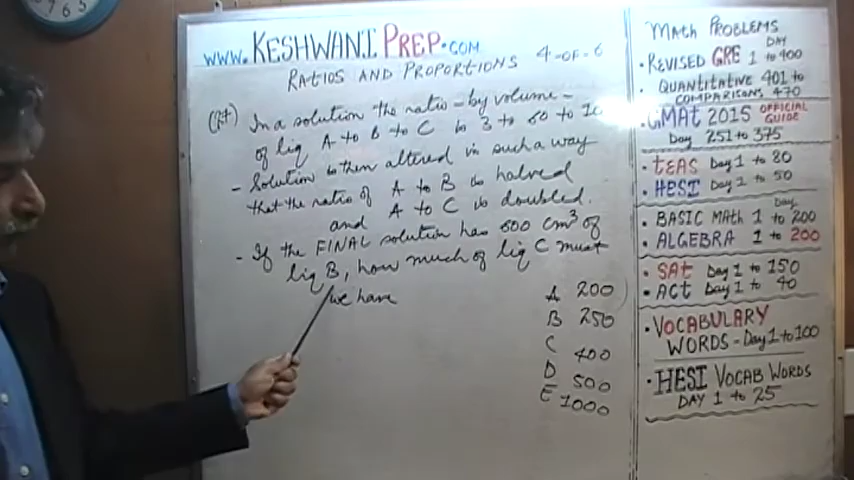 www.KESHWANIPREP.COM
RATIOS AND PROPORTIONS 4-OF-6
In a solution the ratio - by volume -
of liq A to B to C is 3 to 60 to 10
- Solution is then altered in such a way
that the ratio of A to B is halved
and A to C is doubled.
- If the FINAL solution has 600 cm³ of
liq B, how much of liq C must
we have
A 200
B 250
C 400
D 500
E 1000
MATH PROBLEMS
• REVISED GRE DAY 1 to 400
• QUANTITATIVE 401 to
COMPARISONS 470
• GMAT 2015 OFFICIAL GUIDE
Day 251 to 375
• TEAS Day 1 to 80
• HESI Day 1 to 50
Day
• BASIC MATH 1 to 200
• ALGEBRA 1 to 200
• SAT Day 1 to 150
• ACT Day 1 to 40
• VOCABULARY
WORDS - Day 1 to 100
• HESI VOCAB WORDS
DAY 1 to 25